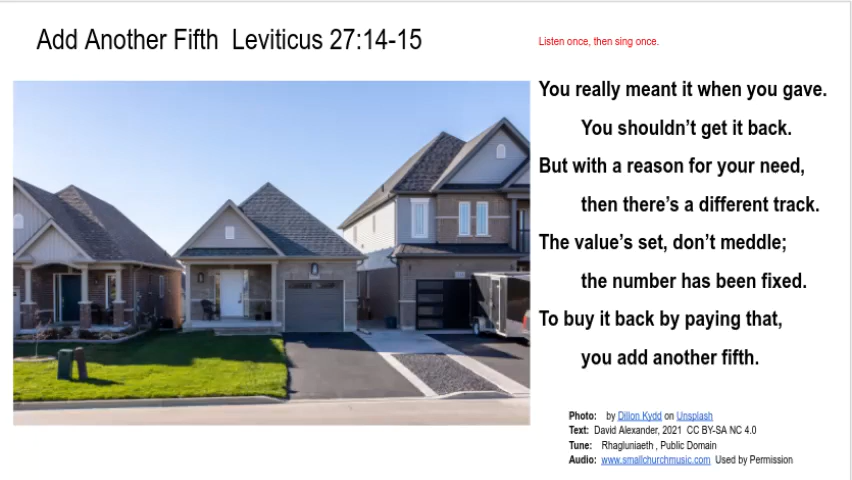 Add Another Fifth Leviticus 27:14-15
Listen once, then sing once.
You really meant it when you gave.
You shouldn't get it back.
But with a reason for your need,
then there's a different track.
The value's set, don't meddle;
the number has been fixed.
To buy it back by paying that,
you add another fifth.
Photo: by Dillon Kydd on Unsplash
Text: David Alexander, 2021 CC BY-SA NC 4.0
Tune: Rhagluniaeth , Public Domain
Audio: www.smallchurchmusic.com Used by Permission